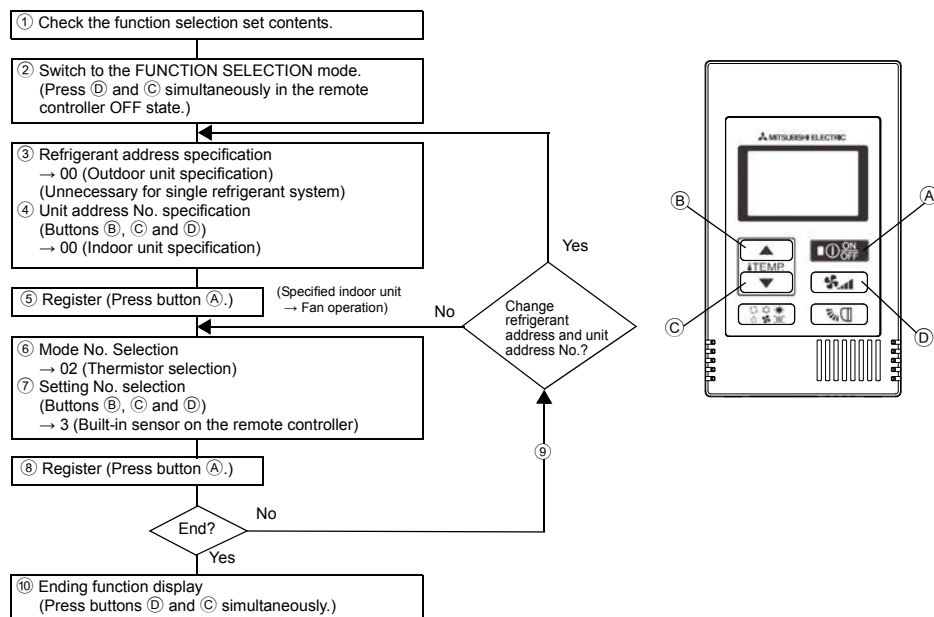 ① Check the function selection set contents.
② Switch to the FUNCTION SELECTION mode.
(Press Ⓓ and Ⓒ simultaneously in the remote
controller OFF state.)
③ Refrigerant address specification
→ 00 (Outdoor unit specification)
(Unnecessary for single refrigerant system)
④ Unit address No. specification
(Buttons Ⓑ, Ⓒ and Ⓓ)
→ 00 (Indoor unit specification)
⑤ Register (Press button Ⓐ.)
(Specified indoor unit
→ Fan operation)
No
Yes
Change
refrigerant
address and unit
address No.?
⑥ Mode No. Selection
→ 02 (Thermistor selection)
⑦ Setting No. selection
(Buttons Ⓑ, Ⓒ and Ⓓ)
→ 3 (Built-in sensor on the remote controller)
⑧ Register (Press button Ⓐ.)
⑨
End?
No
Yes
⑩ Ending function display
(Press buttons Ⓓ and Ⓒ simultaneously.)
MITSUBISHI ELECTRIC
Ⓐ
Ⓑ
ON
OFF
TEMP.
Ⓒ
Ⓓ